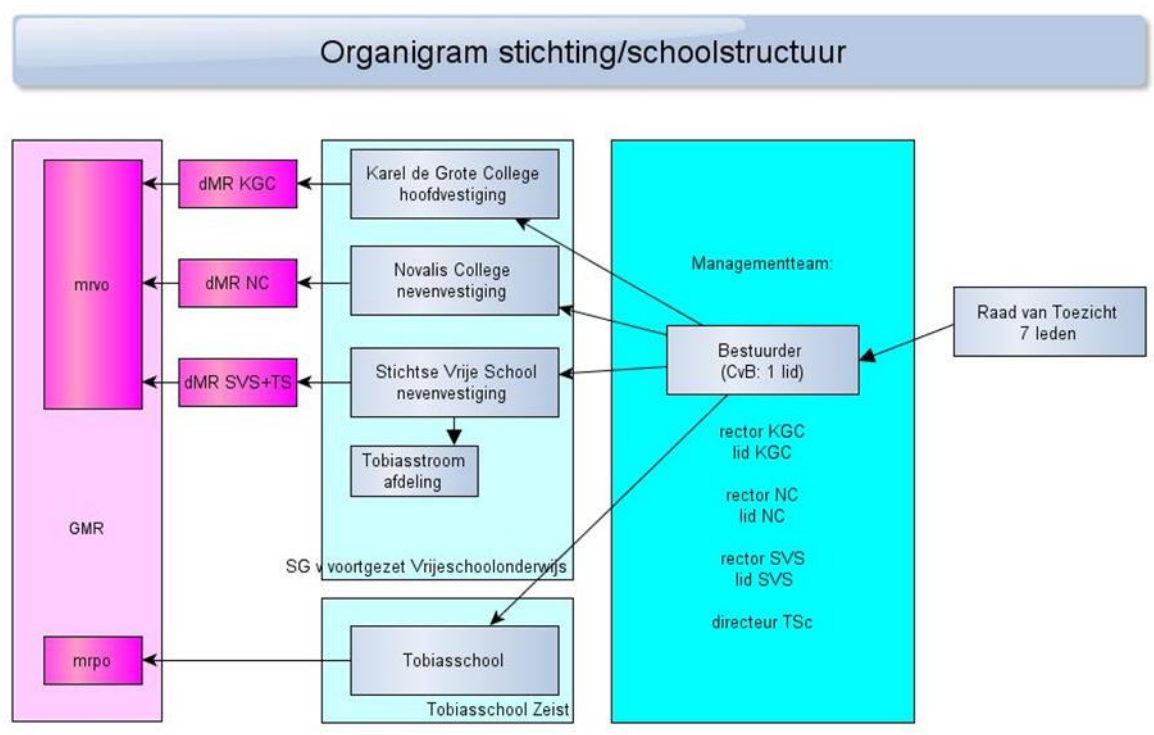 Organigram stichting/schoolstructuur
mrvo
GMR
mrpo
dMR KGC
dMR NC
dMR SVS+TS
Karel de Grote College
hoofdvestiging
Novalis College
nevenvestiging
Stichtse Vrije School
nevenvestiging
Tobiasstroom
afdeling
SG v voortgezet Vrijeschoolonderwijs
Tobiasschool
Tobiasschool Zeist
Managementteam:
Bestuurder
(CvB: 1 lid)
rector KGC
lid KGC
rector NC
lid NC
rector SVS
lid SVS
directeur TSc
Raad van Toezicht
7 leden